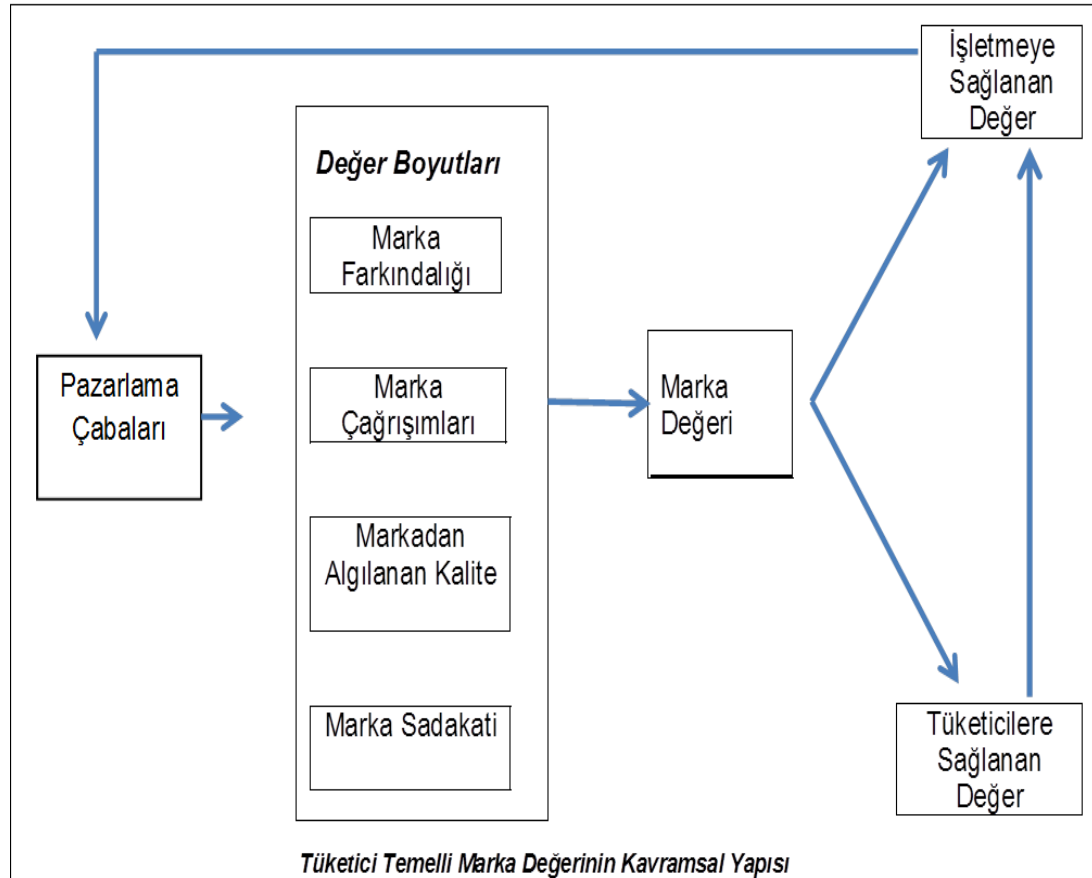 İşletmeye
Sağlanan
Değer
Değer Boyutları
Marka
Farkındalığı
Pazarlama
Çabaları
Marka
Çağrışımları
Marka
Değeri
Markadan
Algılanan Kalite
Marka Sadakati
Tüketicilere
Sağlanan
Değer
Tüketici Temelli Marka Değerinin Kavramsal Yapısı